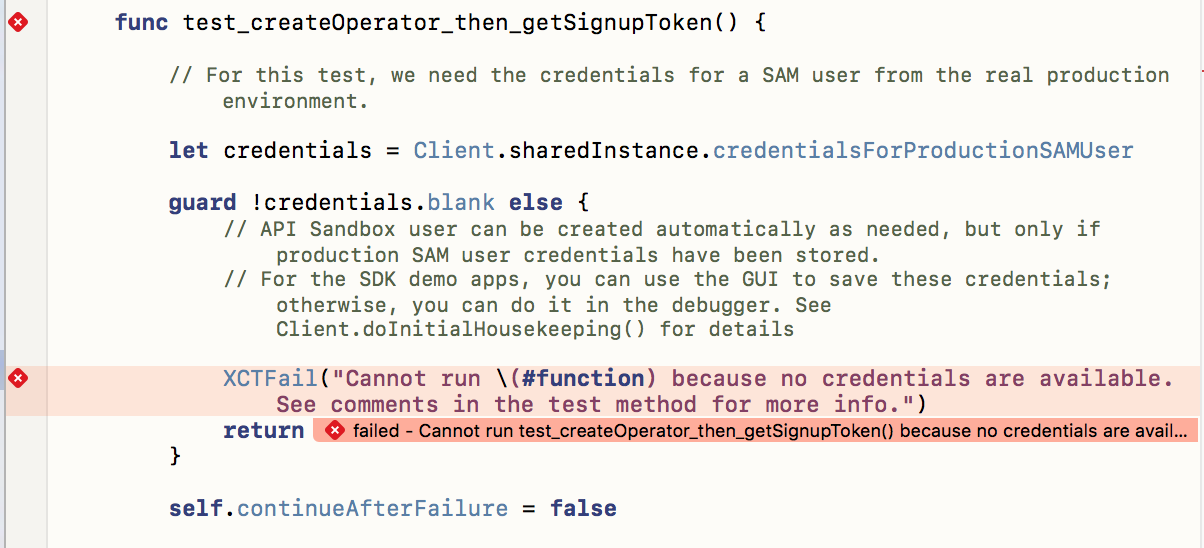 func test_createOperator_then_getSignupToken() {
// For this test, we need the credentials for a SAM user from the real production
environment.
let credentials = Client.sharedInstance.credentialsForProductionSAMUser
guard !credentials.blank else {
// API Sandbox user can be created automatically as needed, but only if
production SAM user credentials have been stored.
// For the SDK demo apps, you can use the GUI to save these credentials;
otherwise, you can do it in the debugger. See
Client.doInitialHousekeeping() for details
XCTFail("Cannot run \(#function) because no credentials are available.
See comments in the test method for more info.")
return failed - Cannot run test_createOperator_then_getSignupToken() because no credentials are avail...
}
self.continueAfterFailure = false